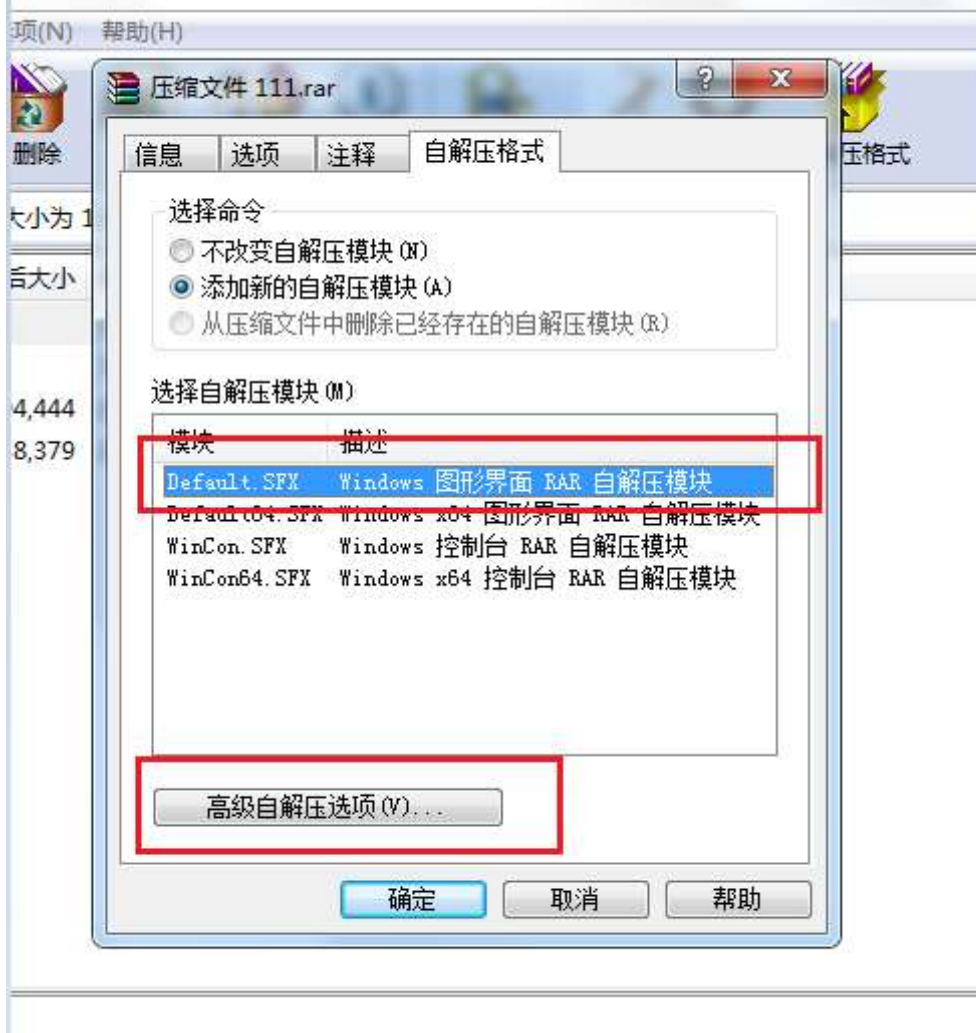 项(N) 帮助(H)
压缩文件 111.rar
删除
压格式
信息 选项 注释 自解压格式
大小为 1
后大小
选择命令
不改变自解压模块(N)
添加新的自解压模块(A)
从压缩文件中删除已经存在的自解压模块(R)
选择自解压模块(M)
4,444
8,379
模块 描述
Default.SFX Windows 图形界面 RAR 自解压模块
Default64.SFX Windows x64 图形界面 RAR 自解压模块
WinCon.SFX Windows 控制台 RAR 自解压模块
WinCon64.SFX Windows x64 控制台 RAR 自解压模块
高级自解压选项(V)...
确定 取消 帮助